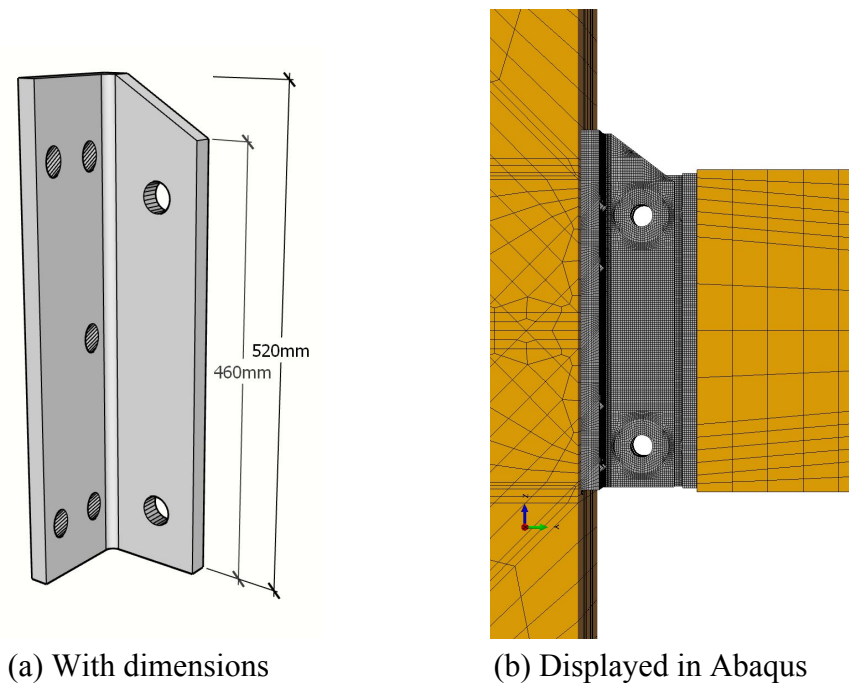 520mm
460mm
Z
Y
(a) With dimensions
(b) Displayed in Abaqus